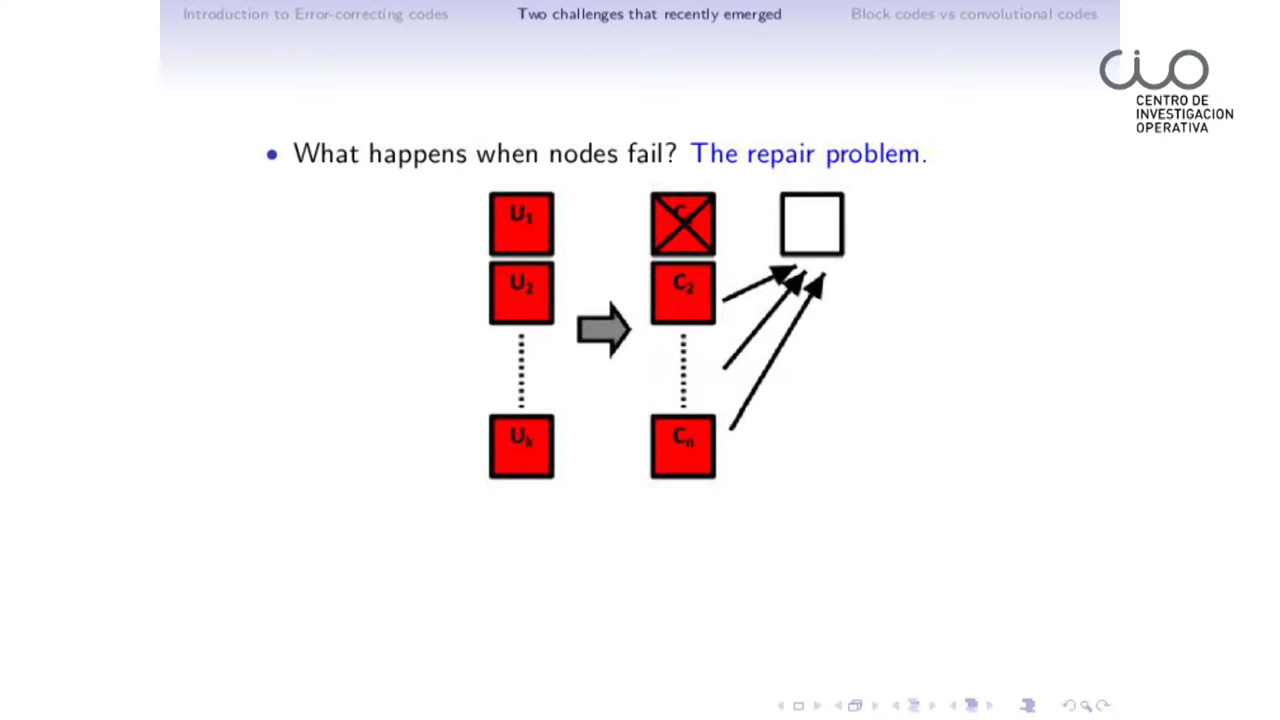 Introduction to Error-correcting codes Two challenges that recently emerged Block codes vs convolutional codes
CIO
CENTRO DE
INVESTIGACION
OPERATIVA
• What happens when nodes fail? The repair problem.
U1
U2 C2
Uk Cn